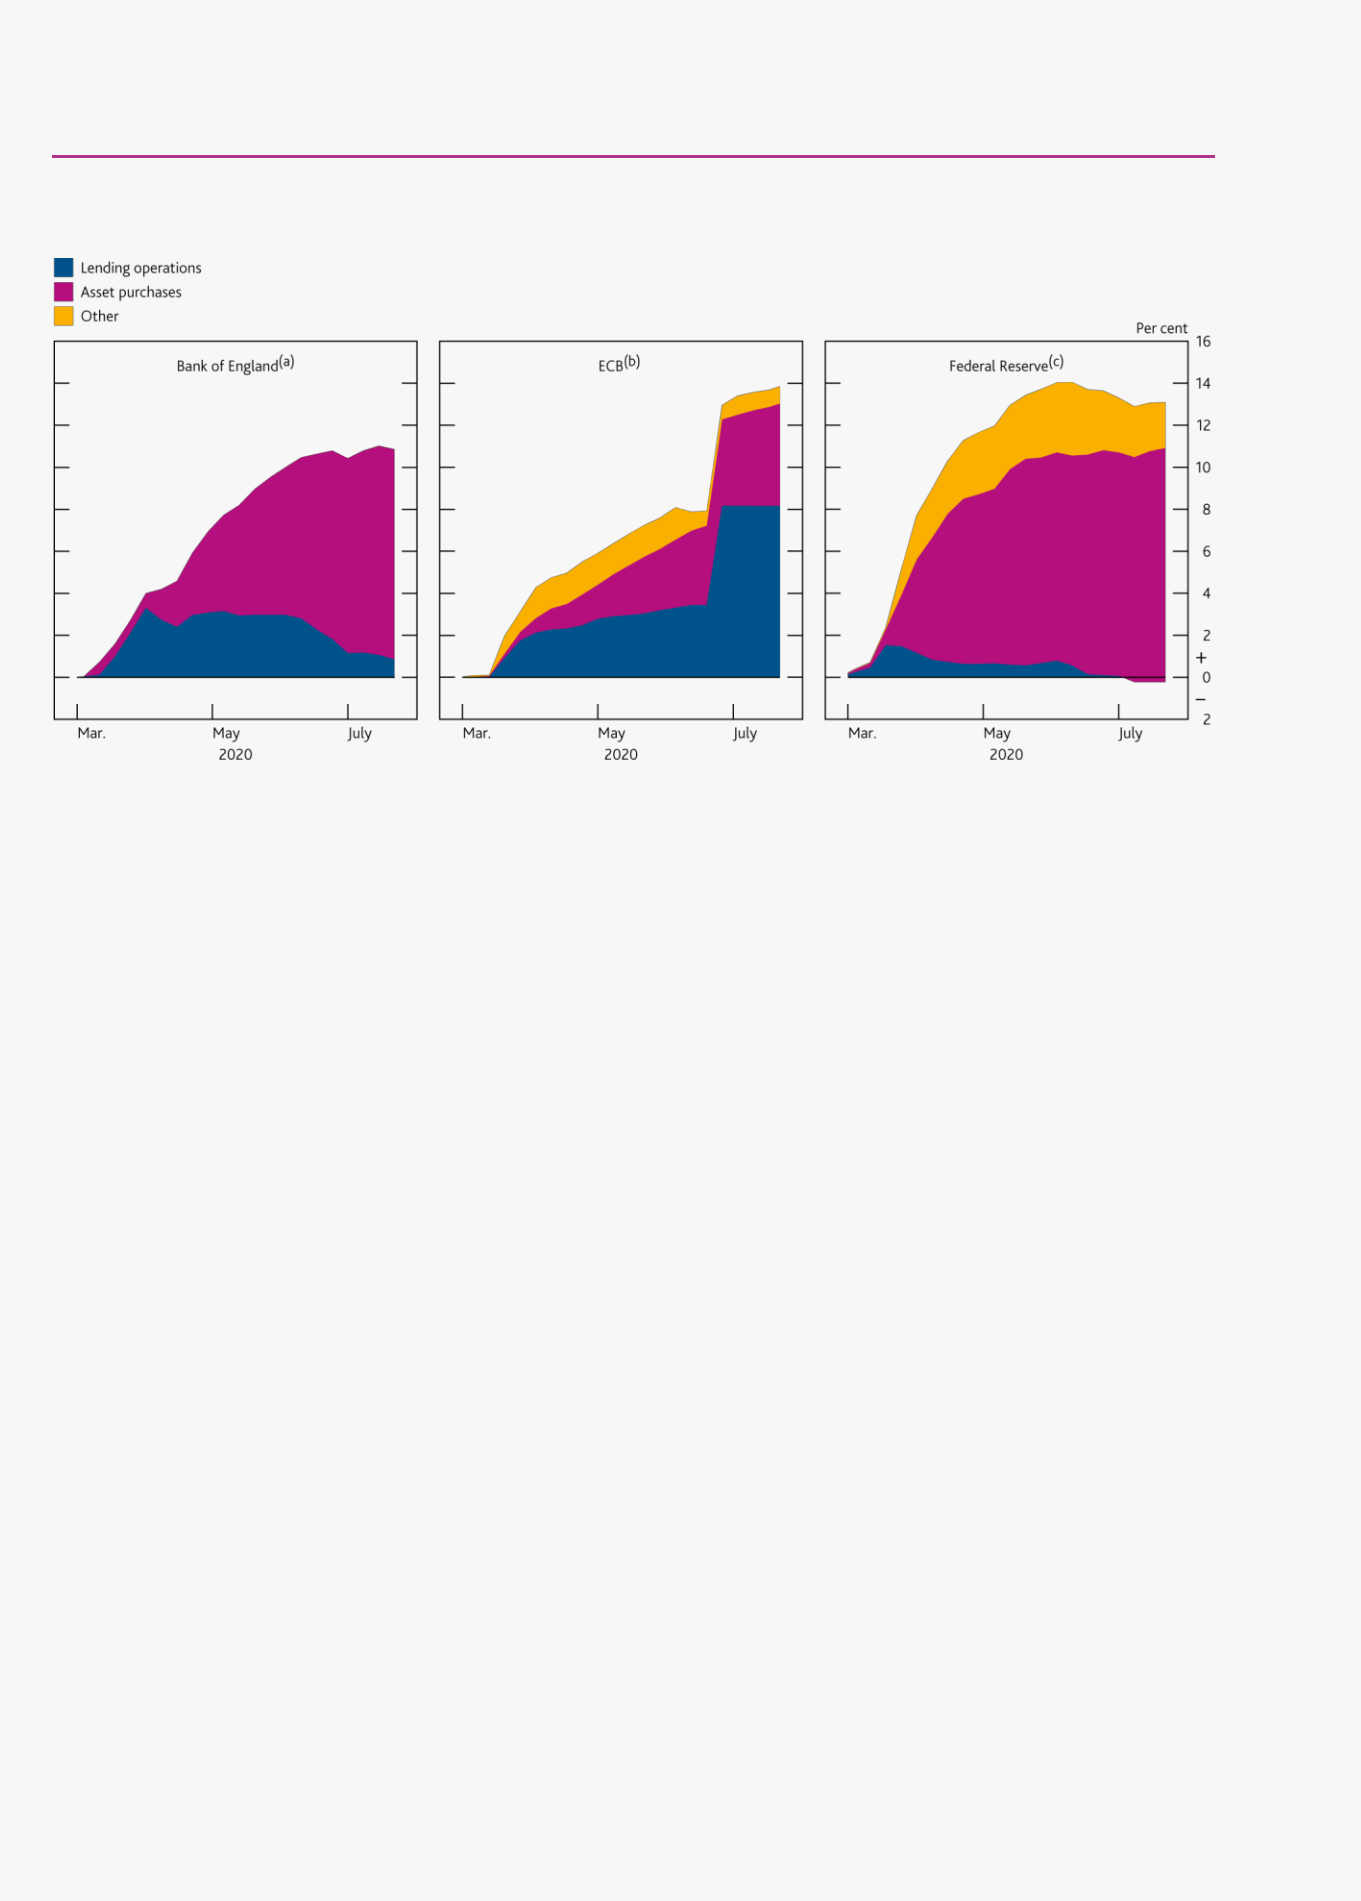 Lending operations
Asset purchases
Other
Per cent
Bank of England(a)
ECB(b)
Federal Reserve(c)
16
14
12
10
8
6
4
2
+
0
–
2
Mar. May July
2020
Mar. May July
2020
Mar. May July
2020